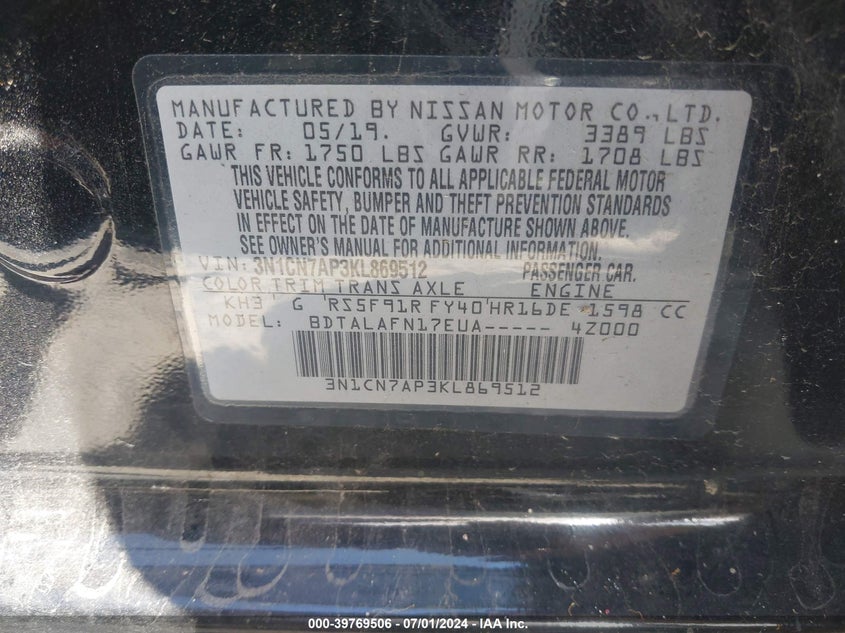 MANUFACTURED BY NISSAN MOTOR CO., LTD.
DATE: 05/19. GVWR: 3389 LBS
GAWR FR: 1750 LBS GAWR RR: 1708 LBS
THIS VEHICLE CONFORMS TO ALL APPLICABLE FEDERAL MOTOR
VEHICLE SAFETY, BUMPER AND THEFT PREVENTION STANDARDS
IN EFFECT ON THE DATE OF MANUFACTURE SHOWN ABOVE.
SEE OWNER'S MANUAL FOR ADDITIONAL INFORMATION.
VIN: 3N1CN7AP3KL869512 PASSENGER CAR.
COLOR TRIM TRANS AXLE ENGINE
KH3 G RS5F91R FY40 HR16DE 1598 CC
MODEL: BDTALAFN17EUA----- 4Z000
3N1CN7AP3KL869512
000-39769506 - 07/01/2024 - IAAI.com